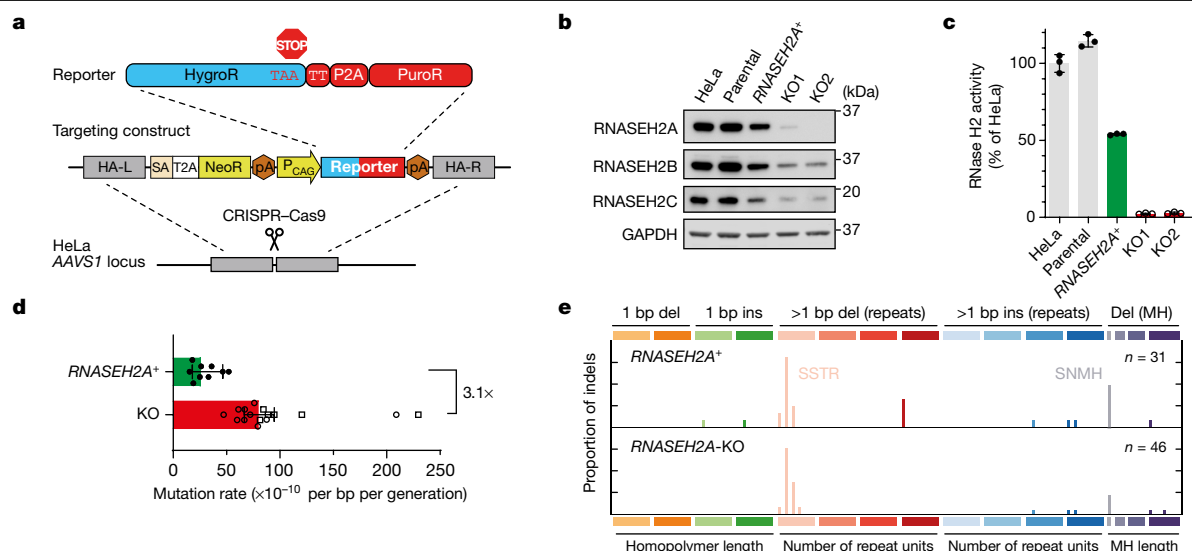 a
STOP
Reporter HygroR TAA TT P2A PuroR
Targeting construct
HA-L SA T2A NeoR pA PCAG Reporter pA HA-R
CRISPR–Cas9
HeLa
AAVS1 locus
b
HeLa Parental RNASEH2A+ KO1 KO2 (kDa)
RNASEH2A 37
RNASEH2B 37
RNASEH2C 20
GAPDH 37
c
RNase H2 activity
(% of HeLa)
100
50
0
HeLa Parental RNASEH2A+ KO1 KO2
d
RNASEH2A+
KO
3.1×
0 50 100 150 200 250
Mutation rate (×10−10 per bp per generation)
e
1 bp del 1 bp ins >1 bp del (repeats) >1 bp ins (repeats) Del (MH)
Proportion of indels
RNASEH2A+ n = 31
SSTR SNMH
RNASEH2A-KO n = 46
Homopolymer length Number of repeat units Number of repeat units MH length